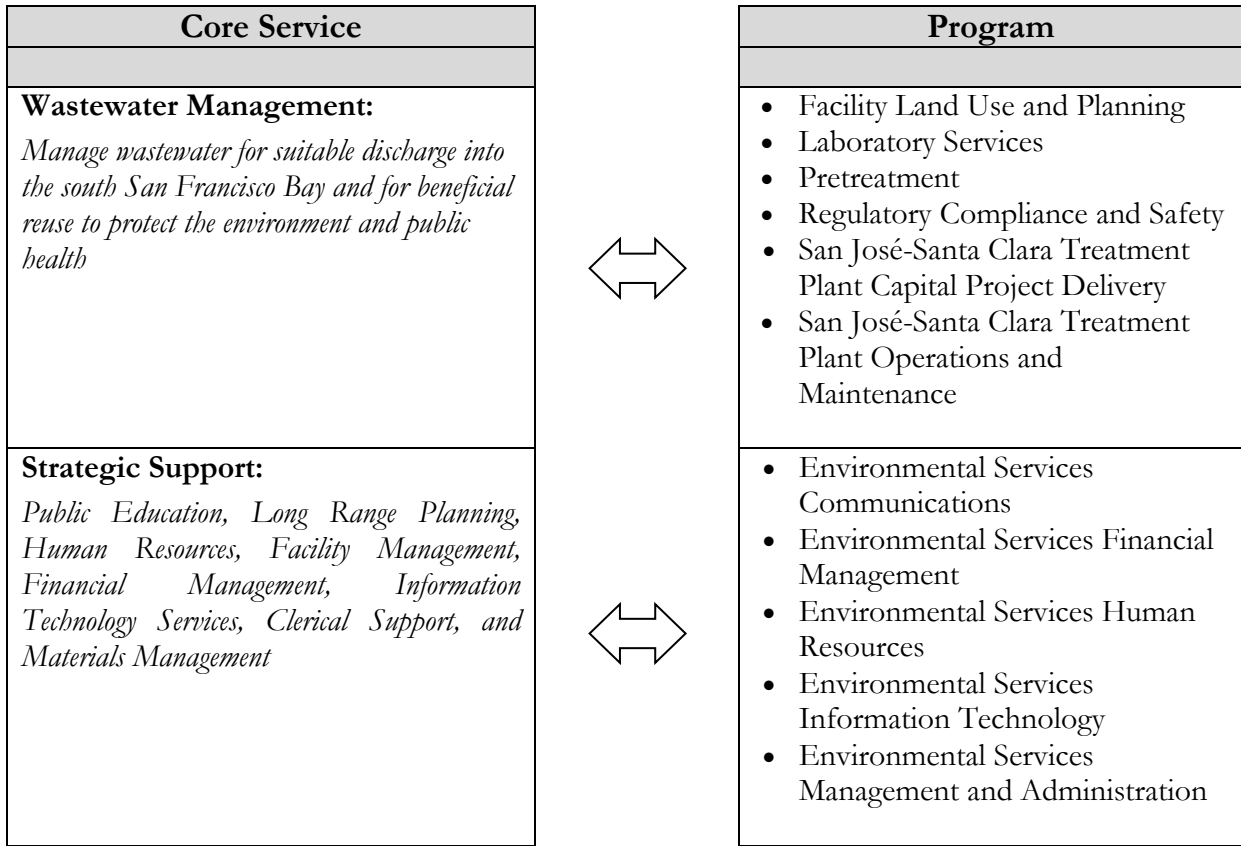 Core Service
Program
Wastewater Management:
Manage wastewater for suitable discharge into
the south San Francisco Bay and for beneficial
reuse to protect the environment and public
health
• Facility Land Use and Planning
• Laboratory Services
• Pretreatment
• Regulatory Compliance and Safety
• San José-Santa Clara Treatment
Plant Capital Project Delivery
• San José-Santa Clara Treatment
Plant Operations and
Maintenance
Strategic Support:
Public Education, Long Range Planning,
Human Resources, Facility Management,
Financial Management, Information
Technology Services, Clerical Support, and
Materials Management
• Environmental Services
Communications
• Environmental Services Financial
Management
• Environmental Services Human
Resources
• Environmental Services
Information Technology
• Environmental Services
Management and Administration